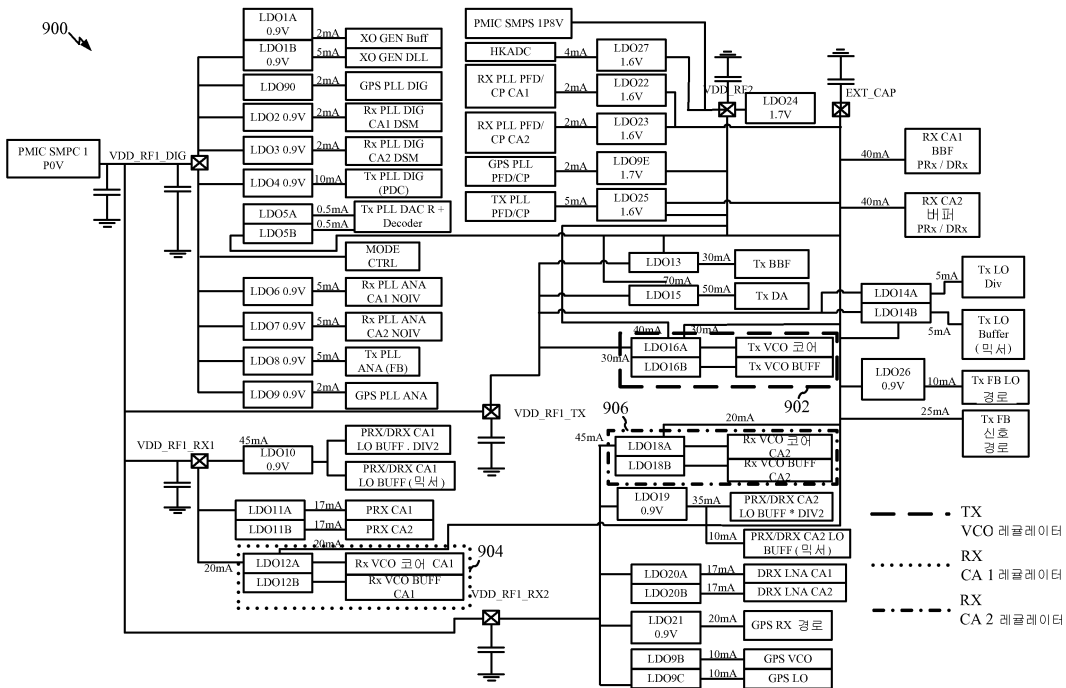 900
LDO1A
0.9V
LDO1B
0.9V
2mA
XO GEN Buff
5mA
XO GEN DLL
LDO90
2mA
GPS PLL DIG
LDO2 0.9V
2mA
Rx PLL DIG
CA1 DSM
LDO3 0.9V
2mA
Rx PLL DIG
CA2 DSM
LDO4 0.9V
10mA
Tx PLL DIG
(PDC)
LDO5A
0.5mA
LDO5B
0.5mA
Tx PLL DAC R +
Decoder
MODE
CTRL
LDO6 0.9V
5mA
Rx PLL ANA
CA1 NOIV
LDO7 0.9V
5mA
Rx PLL ANA
CA2 NOIV
LDO8 0.9V
5mA
Tx PLL
ANA (FB)
LDO9 0.9V
2mA
GPS PLL ANA
PMIC SMPC 1
P0V
VDD_RF1_DIG
PMIC SMPS 1P8V
HKADC
4mA
LDO27
1.6V
RX PLL PFD/
CP CA1
2mA
LDO22
1.6V
RX PLL PFD/
CP CA2
2mA
LDO23
1.6V
GPS PLL
PFD/CP
2mA
LDO9E
1.7V
TX PLL
PFD/CP
5mA
LDO25
1.6V
VDD_RF2
LDO24
1.7V
EXT_CAP
40mA
RX CA1
BBF
PRx / DRx
40mA
RX CA2
버퍼
PRx / DRx
LDO13
30mA
Tx BBF
70mA
LDO15
50mA
Tx DA
LDO14A
LDO14B
5mA
Tx LO
Div
5mA
Tx LO
Buffer
(믹서)
40mA
30mA
30mA
LDO16A
Tx VCO 코어
LDO16B
Tx VCO BUFF
902
LDO26
0.9V
10mA
Tx FB LO
경로
25mA
Tx FB
신호
경로
VDD_RF1_TX
906
20mA
45mA
LDO18A
Rx VCO 코어
CA2
LDO18B
Rx VCO BUFF
CA2
VDD_RF1_RX1
45mA
LDO10
0.9V
PRX/DRX CA1
LO BUFF . DIV2
PRX/DRX CA1
LO BUFF (믹서)
LDO11A
17mA
PRX CA1
LDO11B
17mA
PRX CA2
20mA
904
20mA
LDO12A
Rx VCO 코어 CA1
LDO12B
Rx VCO BUFF
CA1
VDD_RF1_RX2
LDO19
0.9V
35mA
PRX/DRX CA2
LO BUFF * DIV2
10mA
PRX/DRX CA2 LO
BUFF (믹서)
LDO20A
17mA
DRX LNA CA1
LDO20B
17mA
DRX LNA CA2
LDO21
0.9V
20mA
GPS RX 경로
LDO9B
10mA
GPS VCO
LDO9C
10mA
GPS LO
TX
VCO 레귤레이터
RX
CA 1 레귤레이터
RX
CA 2 레귤레이터